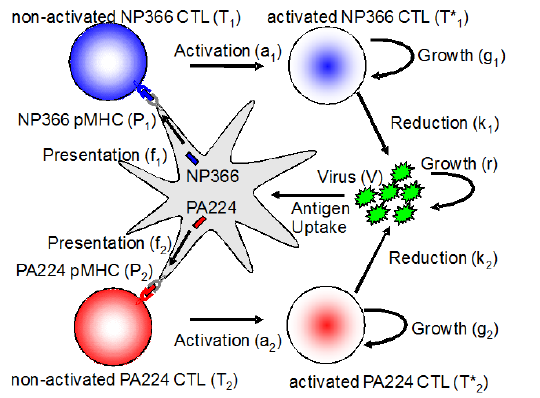 non-activated NP366 CTL (T1)
activated NP366 CTL (T*1)
Activation (a1)
Growth (g1)
NP366 pMHC (P1)
Reduction (k1)
Presentation (f1)
NP366
Virus (V)
Growth (r)
PA224
Antigen
Uptake
Presentation (f2)
PA224 pMHC (P2)
Reduction (k2)
Activation (a2)
Growth (g2)
non-activated PA224 CTL (T2)
activated PA224 CTL (T*2)